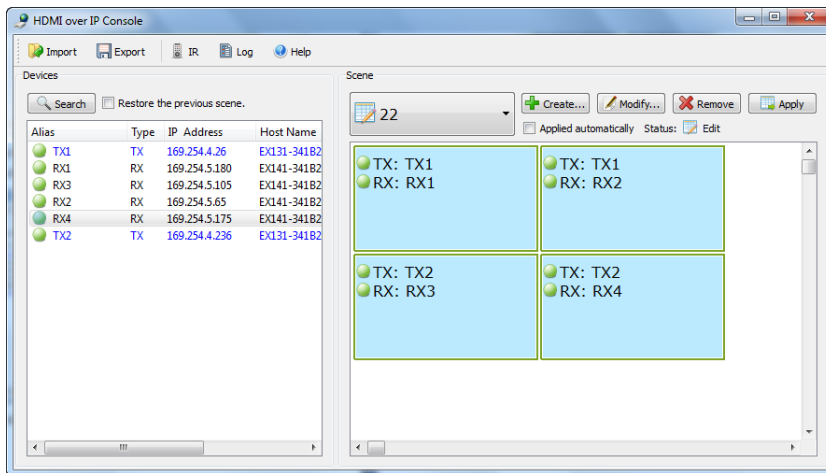 HDMI over IP Console
Import Export IR Log Help
Devices
Search Restore the previous scene.
Alias Type IP Address Host Name
TX1 TX 169.254.4.26 EX131-341B2
RX1 RX 169.254.5.180 EX141-341B2
RX3 RX 169.254.5.105 EX141-341B2
RX2 RX 169.254.5.65 EX141-341B2
RX4 RX 169.254.5.175 EX141-341B2
TX2 TX 169.254.4.236 EX131-341B2
Scene
22 Create... Modify... Remove Apply
Applied automatically Status: Edit
TX: TX1
RX: RX1
TX: TX1
RX: RX2
TX: TX2
RX: RX3
TX: TX2
RX: RX4